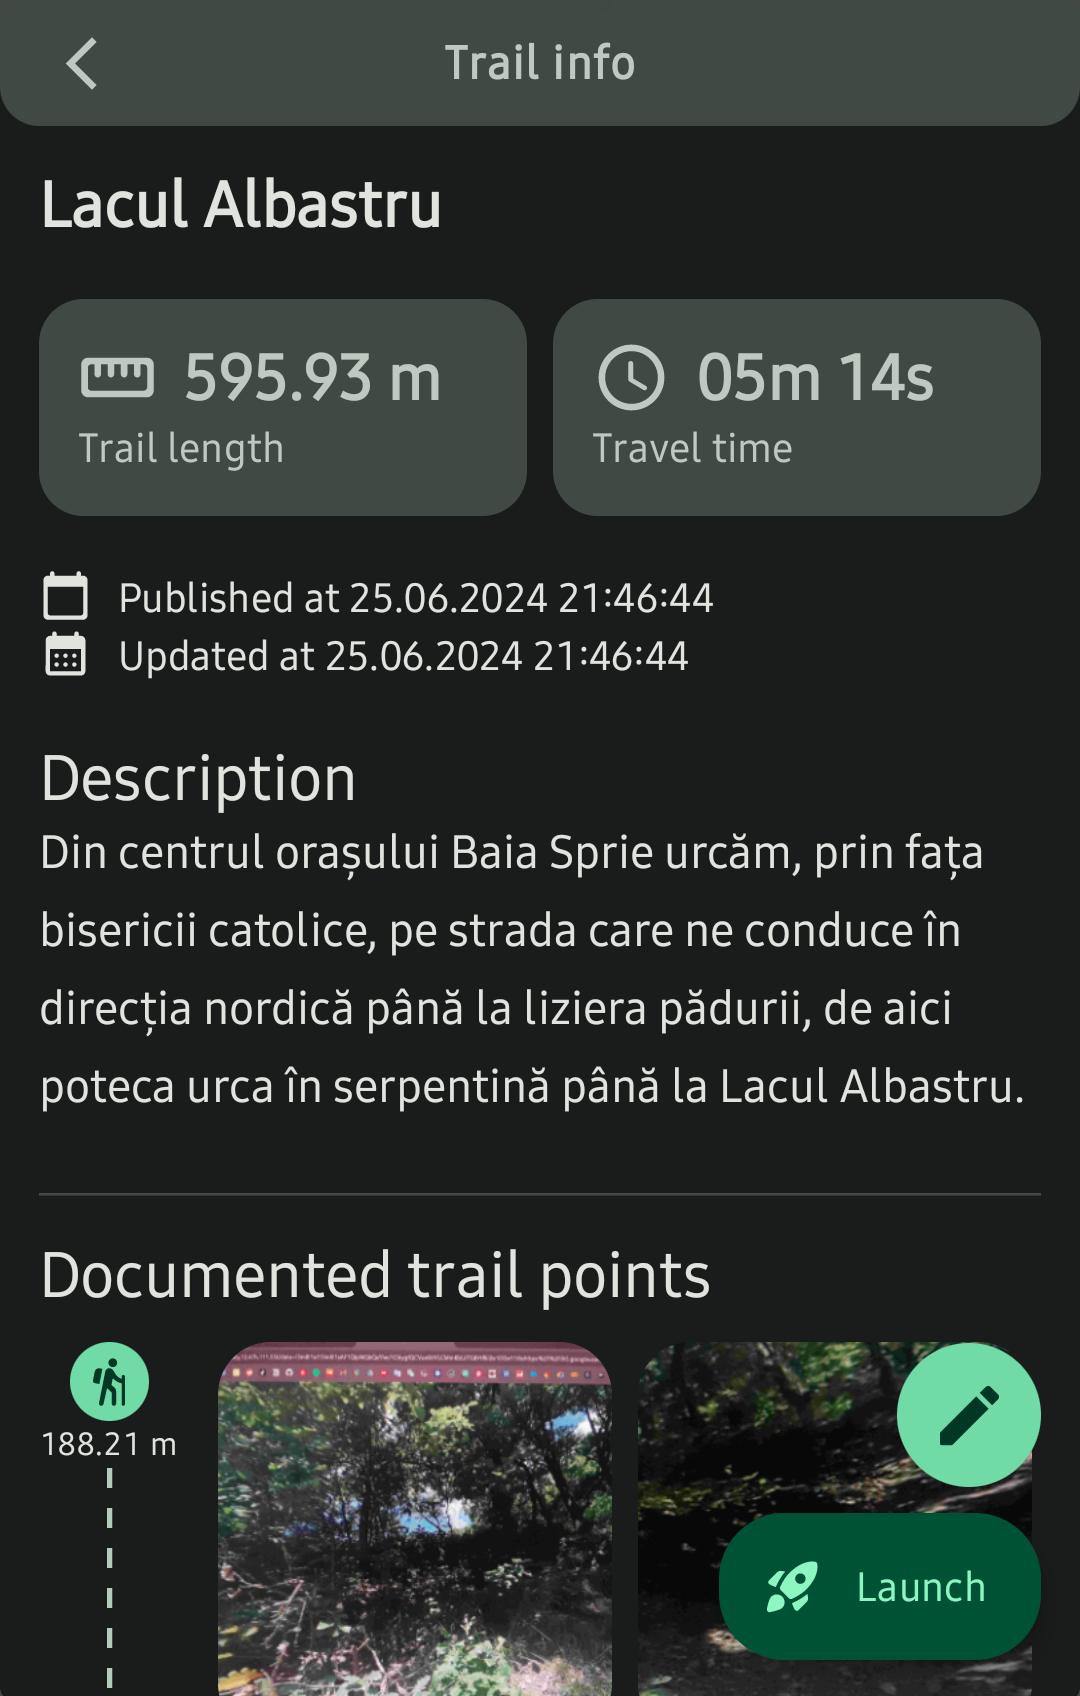 Trail info
Lacul Albastru
595.93 m
Trail length
05m 14s
Travel time
Published at 25.06.2024 21:46:44
Updated at 25.06.2024 21:46:44
Description
Din centrul orașului Baia Sprie urcăm, prin fața
bisericii catolice, pe strada care ne conduce în
direcția nordică până la liziera pădurii, de aici
poteca urca în serpentină până la Lacul Albastru.
Documented trail points
188.21 m
Launch